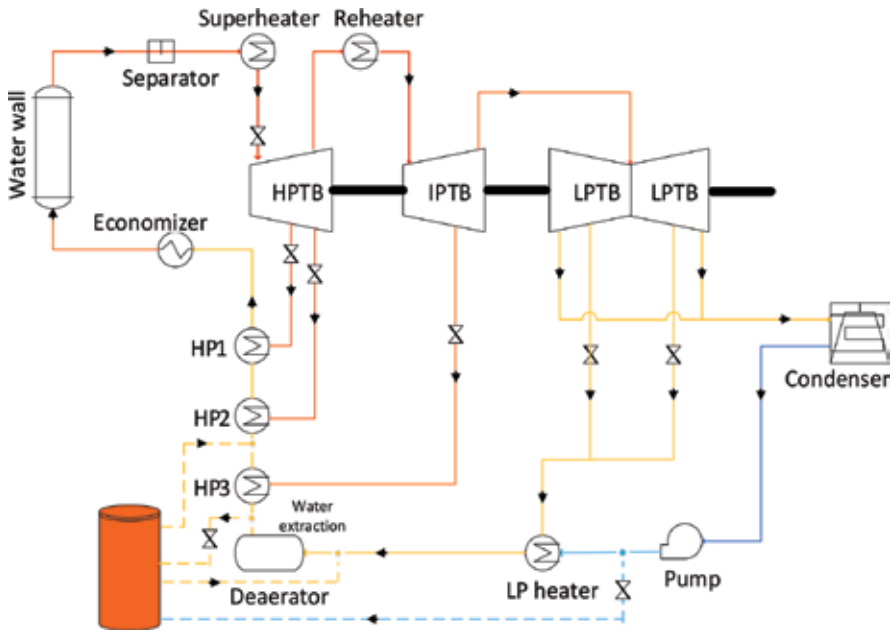 Superheater
Reheater
Separator
Water wall
HPTB
IPTB
LPTB
LPTB
Economizer
HP1
Condenser
HP2
HP3
Water
extraction
Deaerator
LP heater
Pump